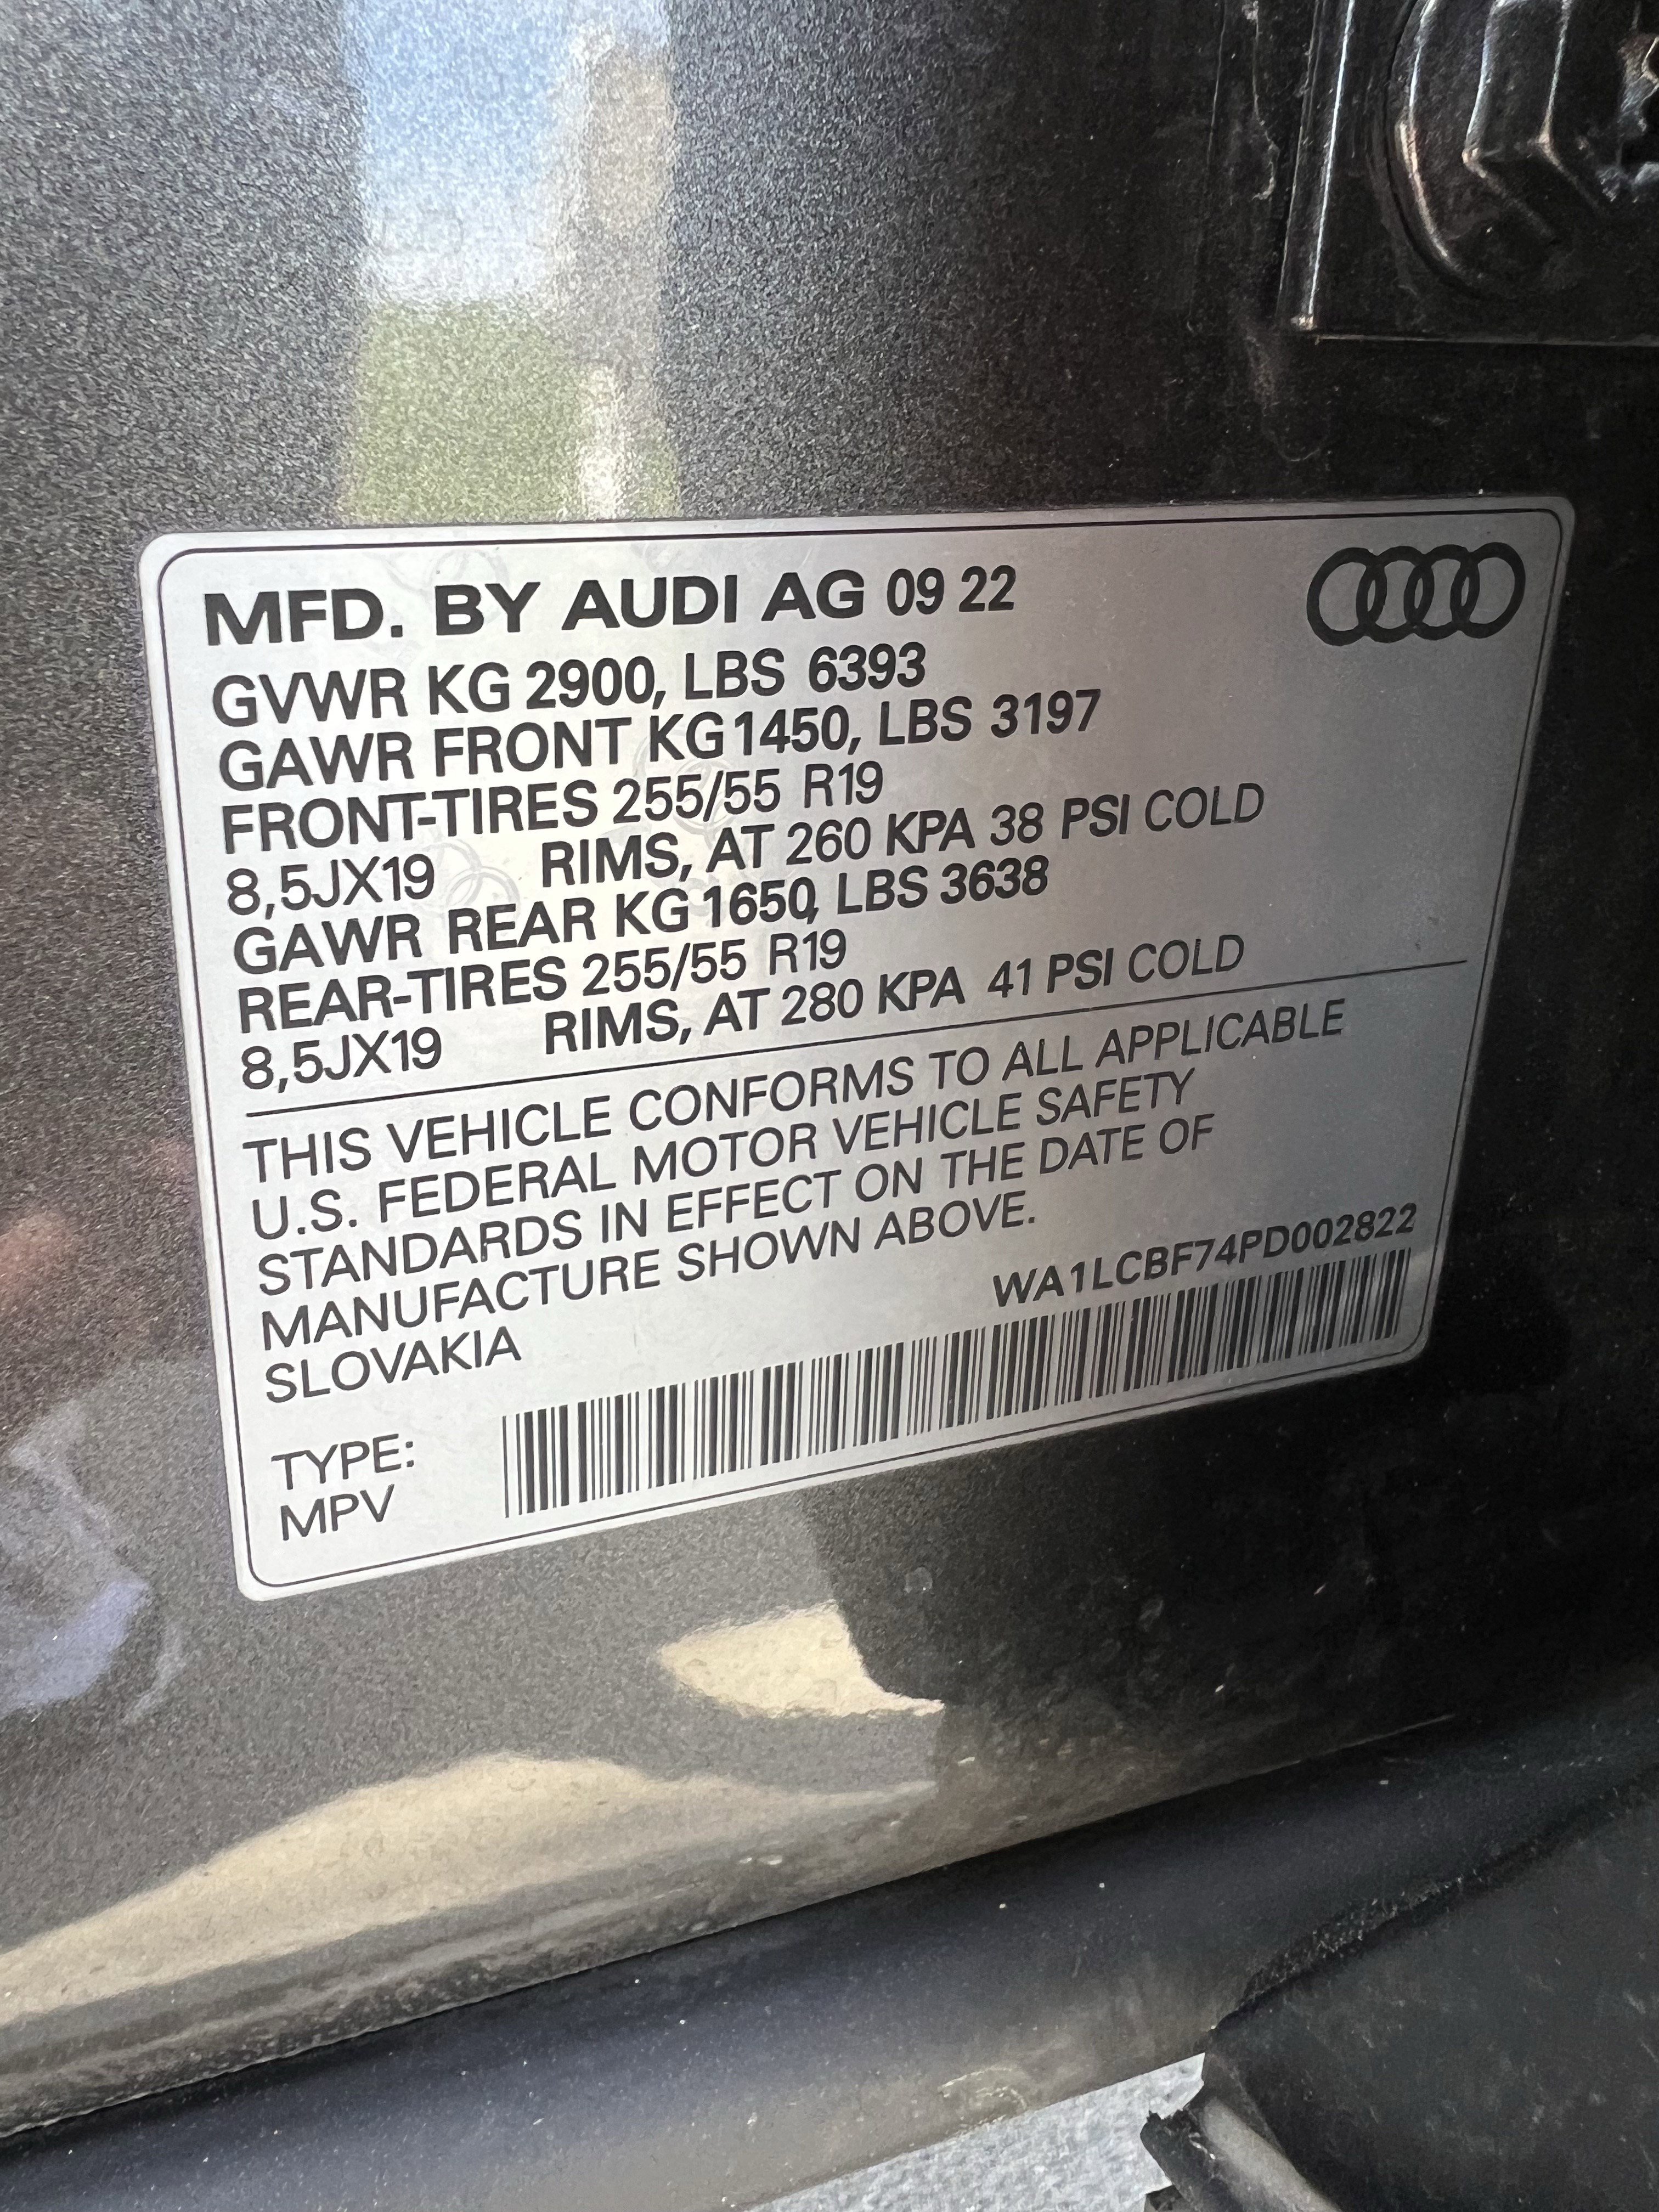 MFD. BY AUDI AG 09 22
GVWR KG 2900, LBS 6393
GAWR FRONT KG 1450, LBS 3197
FRONT-TIRES 255/55 R19
8,5JX19 RIMS, AT 260 KPA 38 PSI COLD
GAWR REAR KG 1650, LBS 3638
REAR-TIRES 255/55 R19
8,5JX19 RIMS, AT 280 KPA 41 PSI COLD
THIS VEHICLE CONFORMS TO ALL APPLICABLE
U.S. FEDERAL MOTOR VEHICLE SAFETY
STANDARDS IN EFFECT ON THE DATE OF
MANUFACTURE SHOWN ABOVE.
SLOVAKIA
WA1LCBF74PD002822
TYPE:
MPV